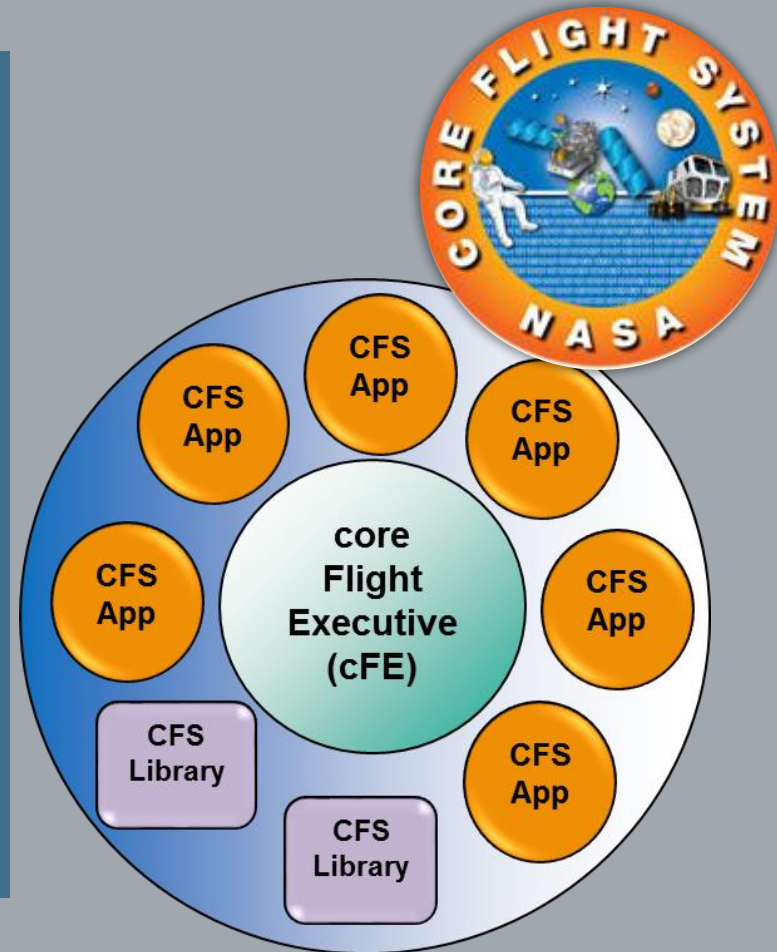 CORE FLIGHT SYSTEM
NASA
CFS
App
CFS
App
CFS
App
CFS
App
core
Flight
Executive
(cFE)
CFS
App
CFS
Library
CFS
App
CFS
Library